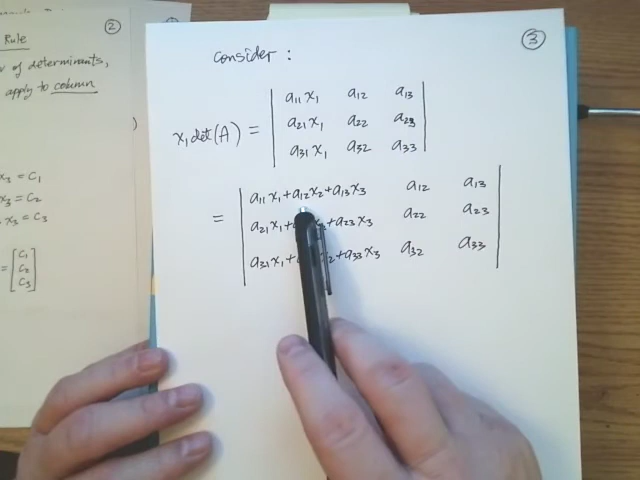 ②
Rule
of determinants,
apply to column
x₃ = C₁
x₃ = C₂
x₃ = C₃
= [C₁
C₂
C₃]
③
Consider :
x₁ det(A) = | a₁₁x₁ a₁₂ a₁₃
a₂₁x₁ a₂₂ a₂₃
a₃₁x₁ a₃₂ a₃₃ |
= | a₁₁x₁+a₁₂x₂+a₁₃x₃ a₁₂ a₁₃
a₂₁x₁+ +a₂₃x₃ a₂₂ a₂₃
a₃₁x₁+ +a₃₃x₃ a₃₂ a₃₃ |